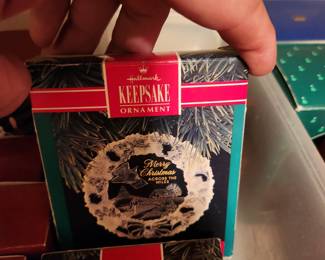 Hallmark
KEEPSAKE
ORNAMENT
Merry
Christmas
ACROSS THE
MILES